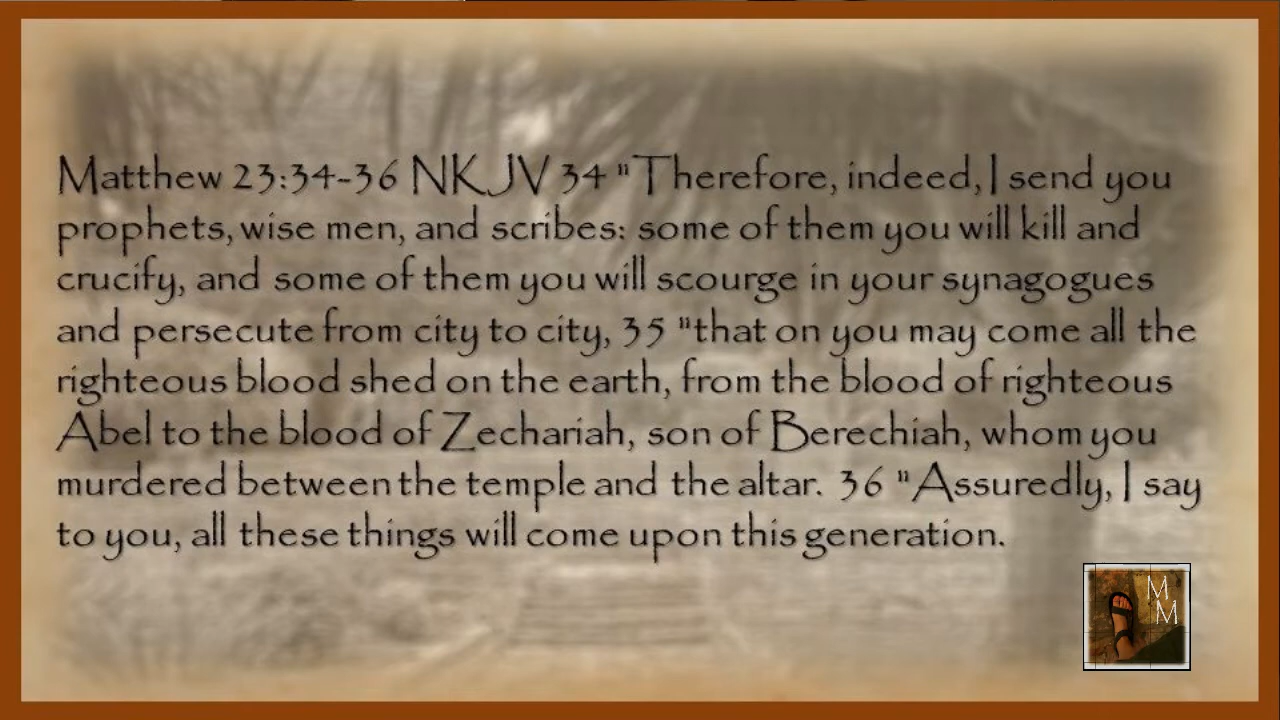 Matthew 23:34-36 NKJV 34 "Therefore, indeed, I send you
prophets, wise men, and scribes: some of them you will kill and
crucify, and some of them you will scourge in your synagogues
and persecute from city to city, 35 "that on you may come all the
righteous blood shed on the earth, from the blood of righteous
Abel to the blood of Zechariah, son of Berechiah, whom you
murdered between the temple and the altar. 36 "Assuredly, I say
to you, all these things will come upon this generation.
M
M